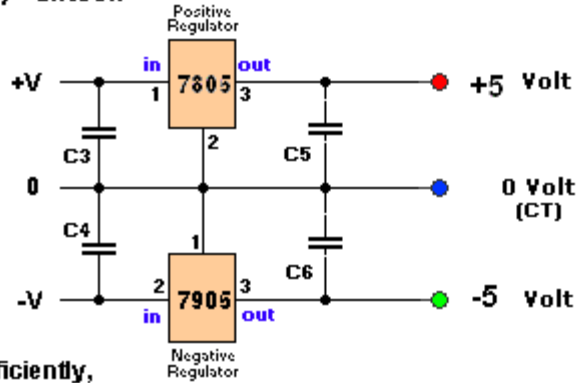 Positive
Regulator
in
7805
out
+V
1
3
+5 Volt
2
C3
C5
0
0 Volt
(CT)
C4
1
C6
2
7905
3
-V
-5 Volt
in
out
Negative
Regulator
ficiently,